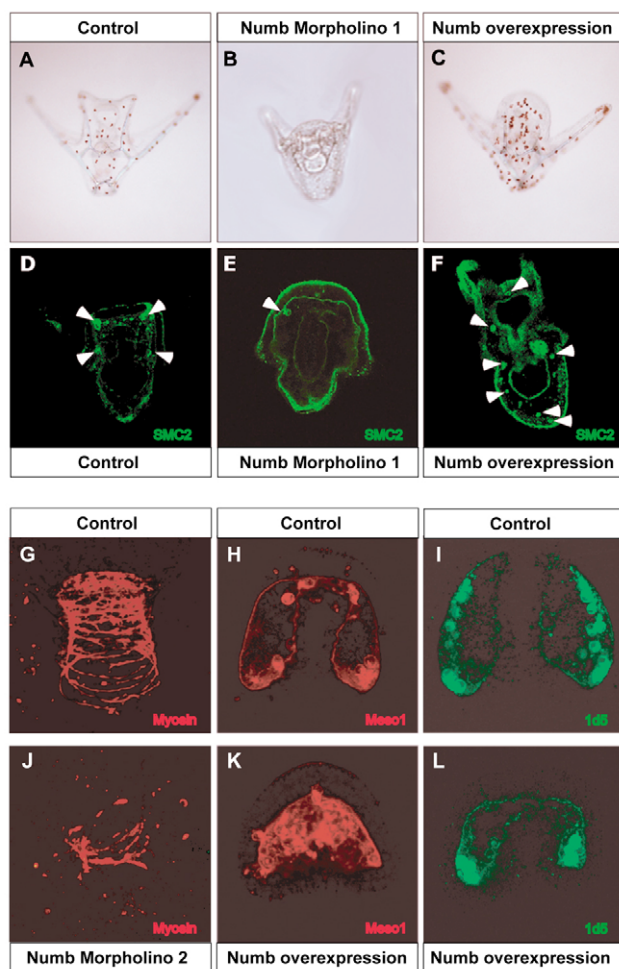 Control
Numb Morpholino 1
Numb overexpression
A
B
C
D
E
F
SMC2
SMC2
SMC2
Control
Numb Morpholino 1
Numb overexpression
Control
Control
Control
G
H
I
Myosin
Meso1
1d5
J
K
L
Myosin
Meso1
1d5
Numb Morpholino 2
Numb overexpression
Numb overexpression